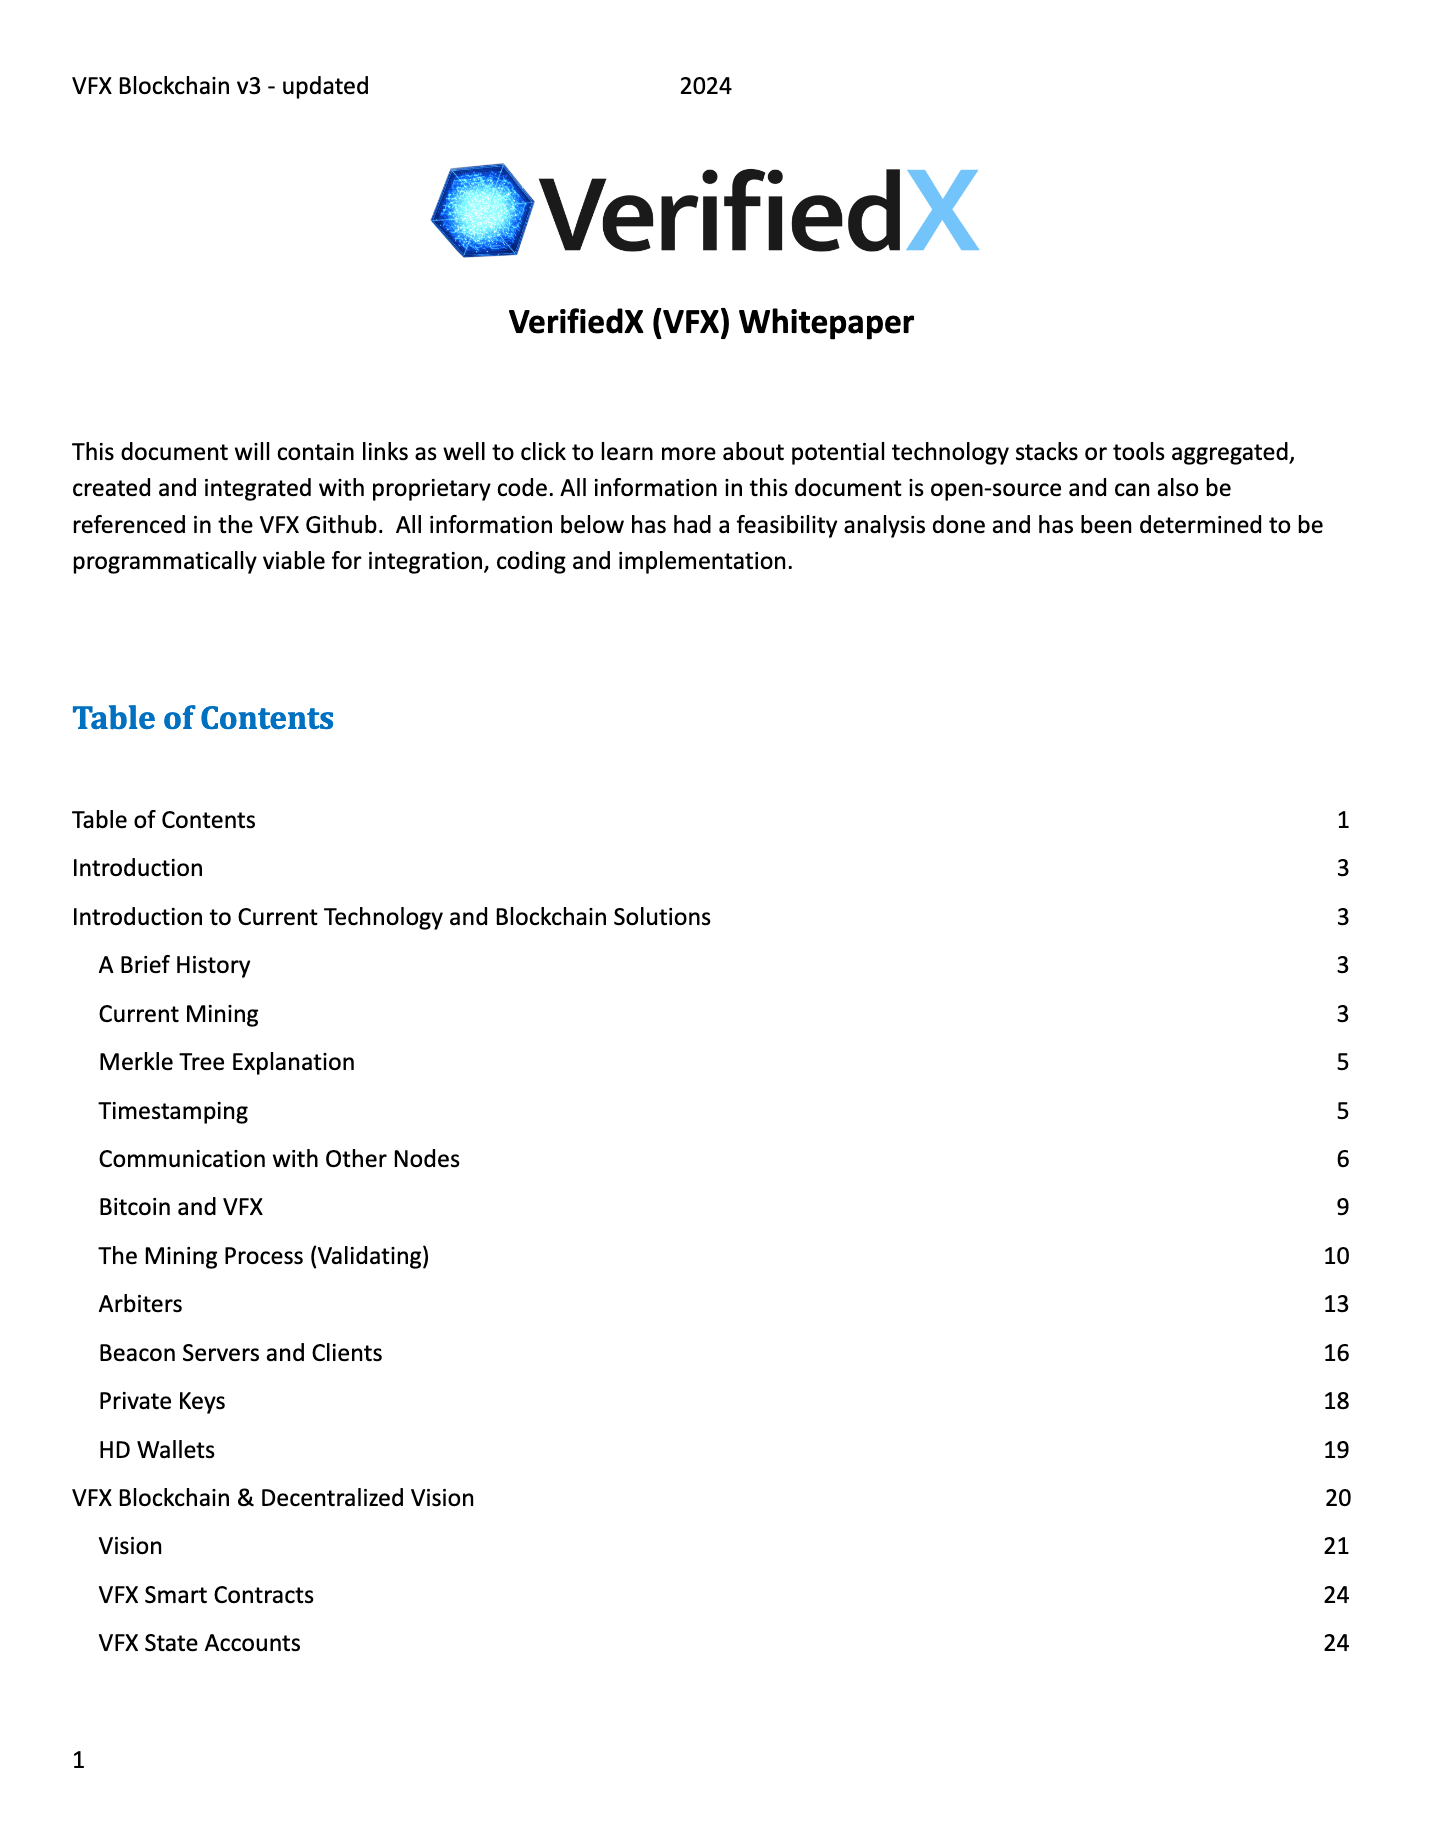 VFX Blockchain v3 - updated 2024
VerifiedX
VerifiedX (VFX) Whitepaper
This document will contain links as well to click to learn more about potential technology stacks or tools aggregated,
created and integrated with proprietary code. All information in this document is open-source and can also be
referenced in the VFX Github.  All information below has had a feasibility analysis done and has been determined to be
programmatically viable for integration, coding and implementation.
Table of Contents
Table of Contents 1
Introduction 3
Introduction to Current Technology and Blockchain Solutions 3
A Brief History 3
Current Mining 3
Merkle Tree Explanation 5
Timestamping 5
Communication with Other Nodes 6
Bitcoin and VFX 9
The Mining Process (Validating) 10
Arbiters 13
Beacon Servers and Clients 16
Private Keys 18
HD Wallets 19
VFX Blockchain & Decentralized Vision 20
Vision 21
VFX Smart Contracts 24
VFX State Accounts 24
1